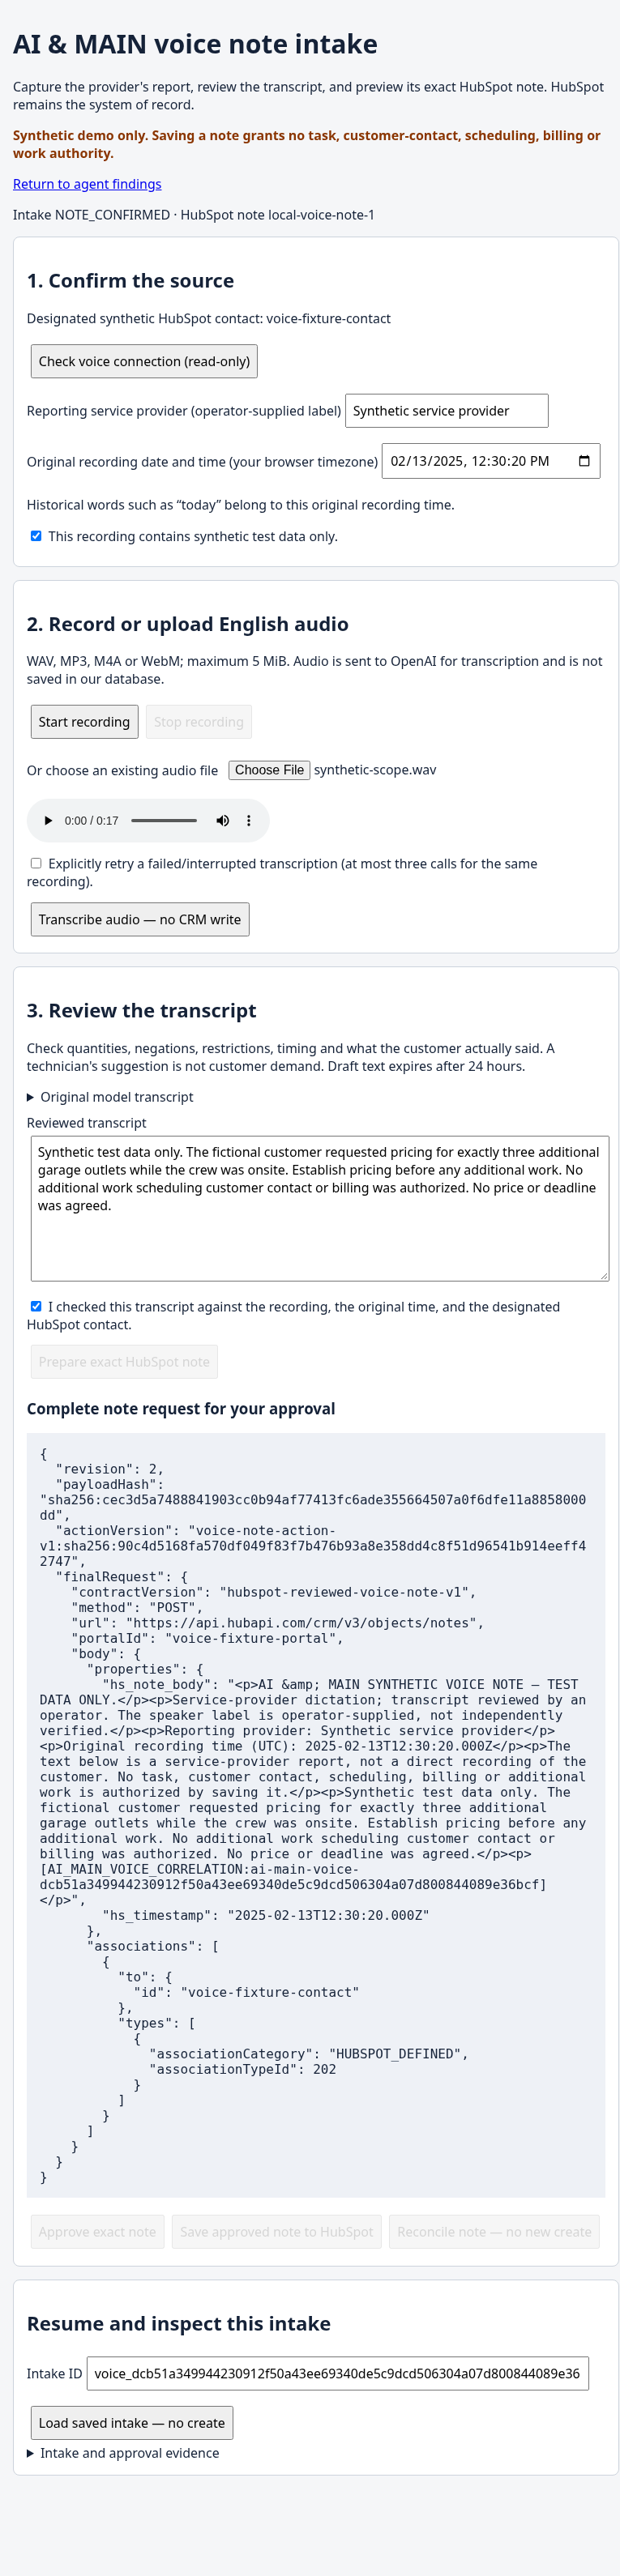 AI & MAIN voice note intake
Capture the provider's report, review the transcript, and preview its exact HubSpot note. HubSpot
remains the system of record.
Synthetic demo only. Saving a note grants no task, customer-contact, scheduling, billing or
work authority.
Return to agent findings
Intake NOTE_CONFIRMED · HubSpot note local-voice-note-1
1. Confirm the source
Designated synthetic HubSpot contact: voice-fixture-contact
Check voice connection (read-only)
Reporting service provider (operator-supplied label) Synthetic service provider
Original recording date and time (your browser timezone) 02/13/2025, 12:30:20 PM
Historical words such as “today” belong to this original recording time.
This recording contains synthetic test data only.
2. Record or upload English audio
WAV, MP3, M4A or WebM; maximum 5 MiB. Audio is sent to OpenAI for transcription and is not
saved in our database.
Start recording Stop recording
Or choose an existing audio file Choose File synthetic-scope.wav
0:00 / 0:17
Explicitly retry a failed/interrupted transcription (at most three calls for the same
recording).
Transcribe audio — no CRM write
3. Review the transcript
Check quantities, negations, restrictions, timing and what the customer actually said. A
technician's suggestion is not customer demand. Draft text expires after 24 hours.
Original model transcript
Reviewed transcript
Synthetic test data only. The fictional customer requested pricing for exactly three additional
garage outlets while the crew was onsite. Establish pricing before any additional work. No
additional work scheduling customer contact or billing was authorized. No price or deadline
was agreed.
I checked this transcript against the recording, the original time, and the designated
HubSpot contact.
Prepare exact HubSpot note
Complete note request for your approval
{
"revision": 2,
"payloadHash":
"sha256:cec3d5a7488841903cc0b94af77413fc6ade355664507a0f6dfe11a8858000
dd",
"actionVersion": "voice-note-action-
v1:sha256:90c4d5168fa570df049f83f7b476b93a8e358dd4c8f51d96541b914eeff4
2747",
"finalRequest": {
"contractVersion": "hubspot-reviewed-voice-note-v1",
"method": "POST",
"url": "https://api.hubapi.com/crm/v3/objects/notes",
"portalId": "voice-fixture-portal",
"body": {
"properties": {
"hs_note_body": "<p>AI &amp; MAIN SYNTHETIC VOICE NOTE — TEST
DATA ONLY.</p><p>Service-provider dictation; transcript reviewed by an
operator. The speaker label is operator-supplied, not independently
verified.</p><p>Reporting provider: Synthetic service provider</p>
<p>Original recording time (UTC): 2025-02-13T12:30:20.000Z</p><p>The
text below is a service-provider report, not a direct recording of the
customer. No task, customer contact, scheduling, billing or additional
work is authorized by saving it.</p><p>Synthetic test data only. The
fictional customer requested pricing for exactly three additional
garage outlets while the crew was onsite. Establish pricing before any
additional work. No additional work scheduling customer contact or
billing was authorized. No price or deadline was agreed.</p><p>
[AI_MAIN_VOICE_CORRELATION:ai-main-voice-
dcb51a349944230912f50a43ee69340de5c9dcd506304a07d800844089e36bcf]
</p>",
"hs_timestamp": "2025-02-13T12:30:20.000Z"
},
"associations": [
{
"to": {
"id": "voice-fixture-contact"
},
"types": [
{
"associationCategory": "HUBSPOT_DEFINED",
"associationTypeId": 202
}
]
}
]
}
}
}
Approve exact note Save approved note to HubSpot Reconcile note — no new create
Resume and inspect this intake
Intake ID voice_dcb51a349944230912f50a43ee69340de5c9dcd506304a07d800844089e36
Load saved intake — no create
Intake and approval evidence